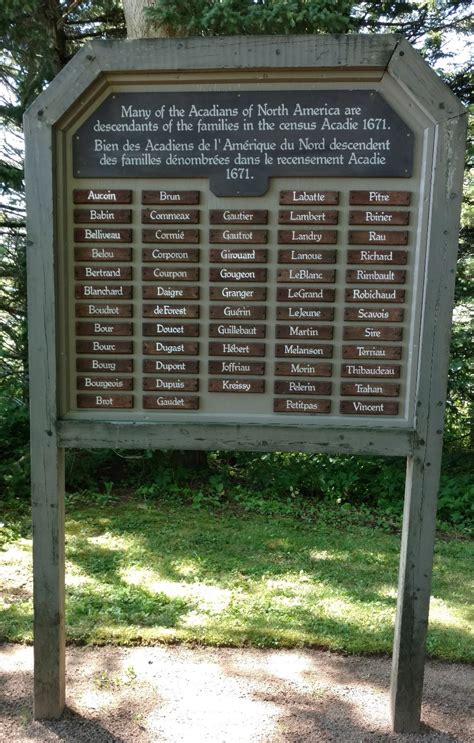 Many of the Acadians of North America are
descendants of the families in the census Acadie 1671.
Bien des Acadiens de l'Amérique du Nord descendent
des familles dénombrées dans le recensement Acadie
1671.
Aucoin
Babin
Belliveau
Belou
Bertrand
Blanchard
Boudrot
Bour
Bourc
Bourg
Bourgeois
Brot
Brun
Commeaux
Cormié
Corporon
Courpon
Daigre
deForest
Doucet
Dugast
Dupont
Dupuis
Gaudet
Gautier
Gautrot
Girouard
Gougeon
Granger
Guérin
Guillebaut
Hébert
Joffriau
Kreissy
Labatte
Lambert
Landry
Lanoue
LeBlanc
LeGrand
LeJeune
Martin
Melanson
Morin
Pelerin
Petitpas
Pitre
Poirier
Rau
Richard
Rimbault
Robichaud
Scavois
Sire
Terriau
Thibaudeau
Trahan
Vincent